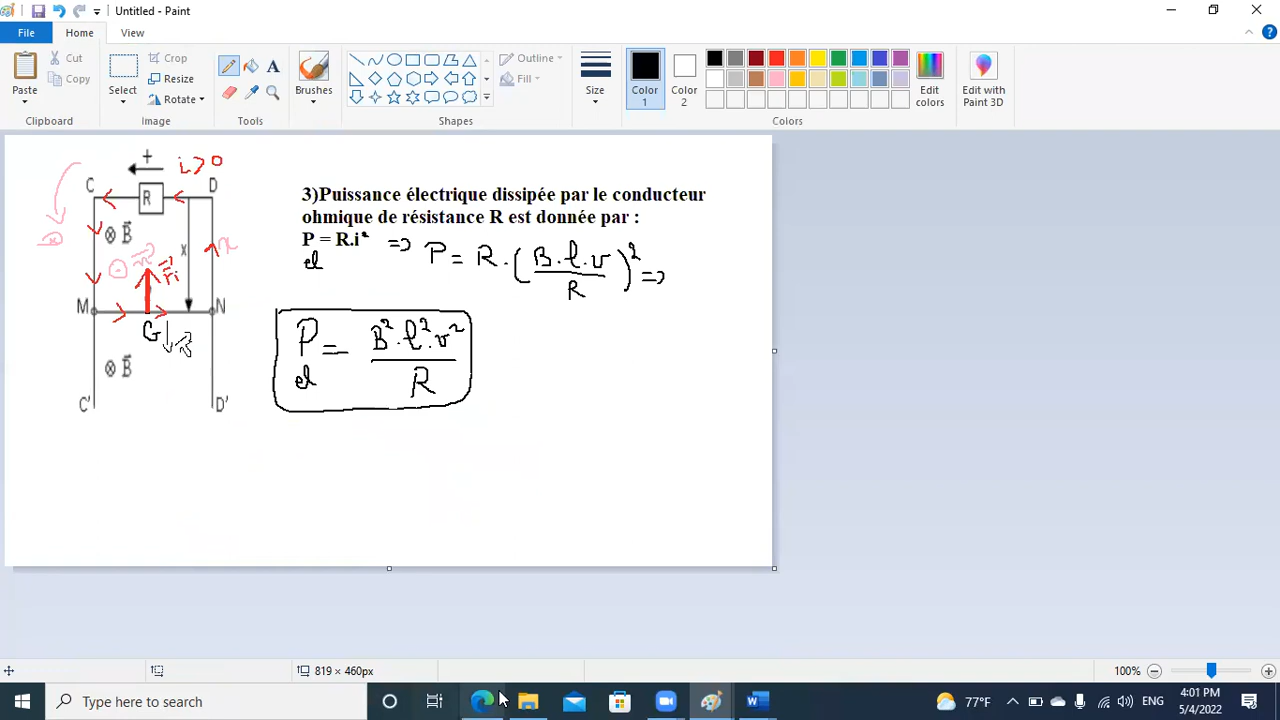 Untitled - Paint
File Home View
Paste
Cut
Copy
Clipboard
Select
Crop
Resize
Rotate
Image
Tools
Brushes
Shapes
Outline
Fill
Size
Color 1
Color 2
Edit colors
Colors
Edit with Paint 3D
+
i > 0
C R D
B
x
M N
G
B
C' D'
3)Puissance électrique dissipée par le conducteur
ohmique de résistance R est donnée par :
P = R.i² => P = R . (B.l.v / R)² =>
el
P el = B².l².v² / R
819 × 460px
100%
Type here to search
77°F
ENG
4:01 PM
5/4/2022